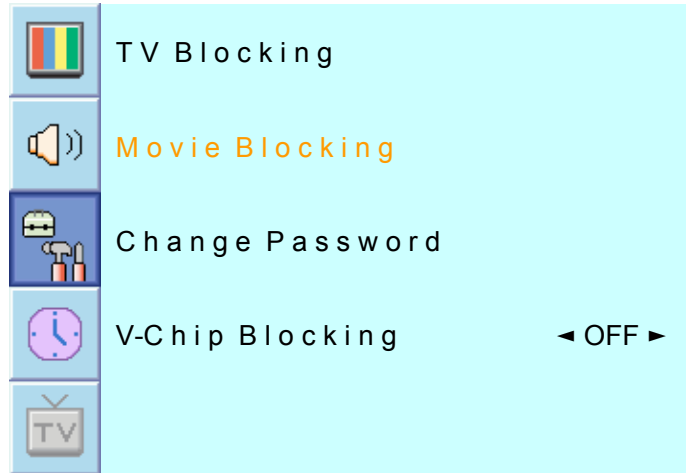 TV Blocking
Movie Blocking
Change Password
V-Chip Blocking ◄ OFF ►
TV